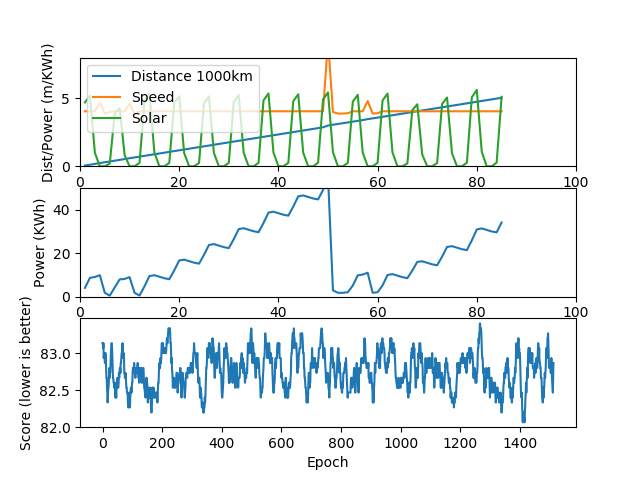 Dist/Power (m/KWh)
5
0
Distance 1000km
Speed
Solar
0 20 40 60 80 100
Power (KWh)
40
20
0
0 20 40 60 80 100
Score (lower is better)
83.0
82.5
82.0
0 200 400 600 800 1000 1200 1400
Epoch